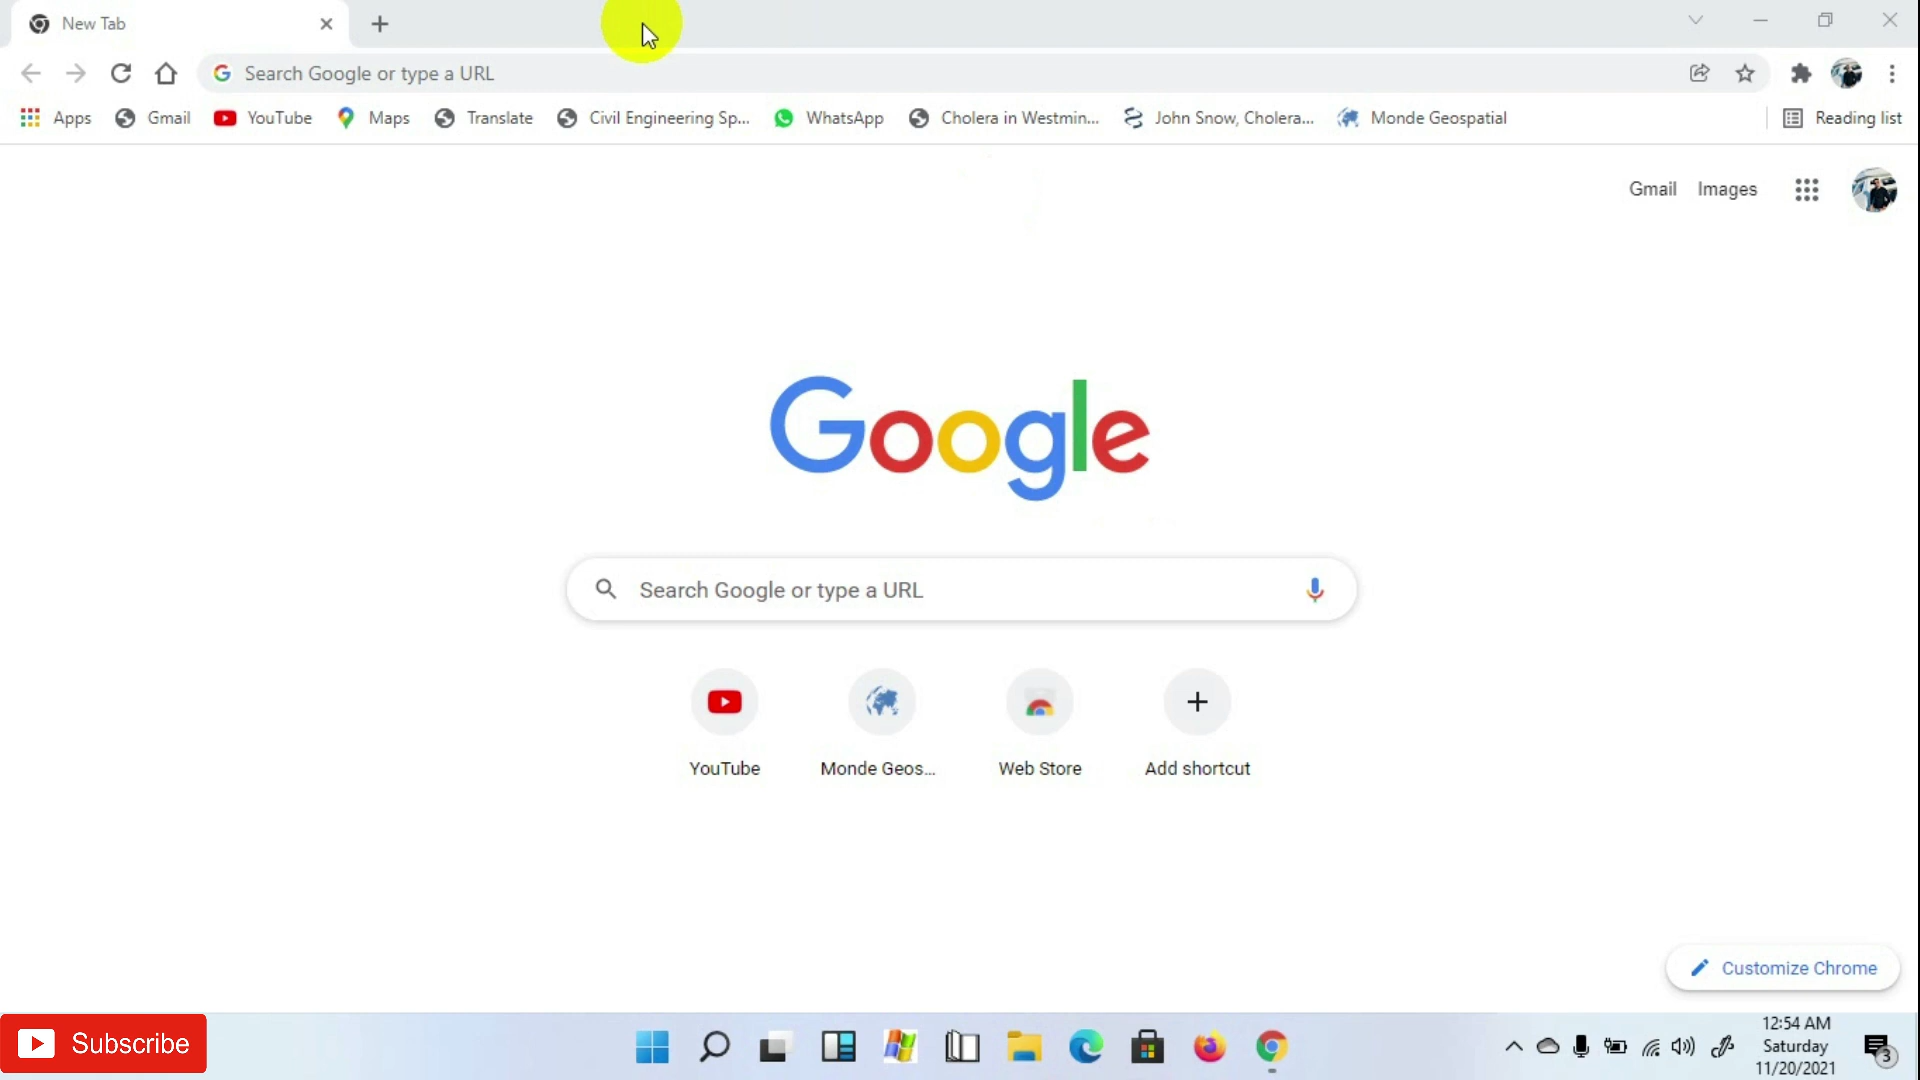 New Tab
Search Google or type a URL
Apps Gmail YouTube Maps Translate Civil Engineering Sp... WhatsApp Cholera in Westmin... John Snow, Cholera... Monde Geospatial Reading list
Gmail Images
Google
Search Google or type a URL
YouTube Monde Geos... Web Store Add shortcut
Customize Chrome
Subscribe
12:54 AM
Saturday
11/20/2021
3